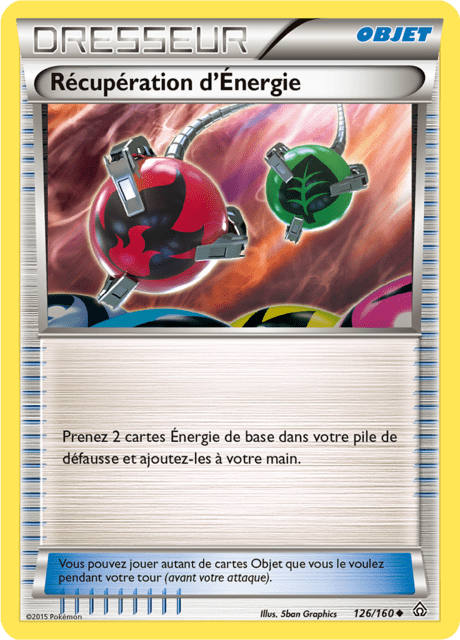 DRESSEUR
OBJET
Récupération d'Énergie
Prenez 2 cartes Énergie de base dans votre pile de
défausse et ajoutez-les à votre main.
Vous pouvez jouer autant de cartes Objet que vous le voulez
pendant votre tour (avant votre attaque).
©2015 Pokémon
Illus. 5ban Graphics
126/160